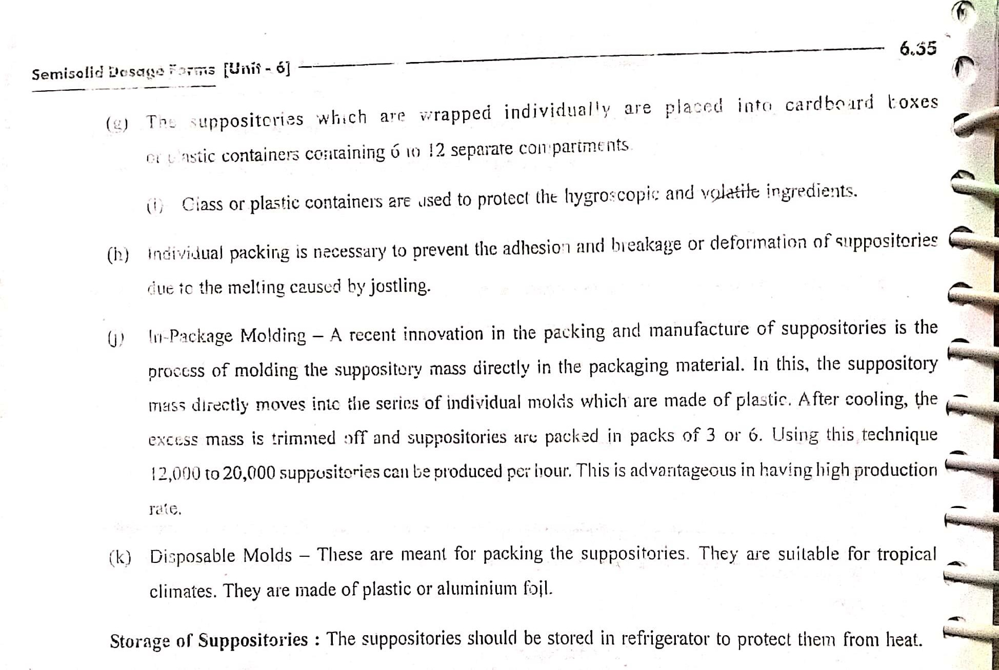 Semisolid Dosage Forms [Unit - 6] 6.35
(g) The suppositories which are wrapped individually are placed into cardboard boxes
or plastic containers containing 6 to 12 separate compartments.
(i) Glass or plastic containers are used to protect the hygroscopic and volatile ingredients.
(h) Individual packing is necessary to prevent the adhesion and breakage or deformation of suppositories
due to the melting caused by jostling.
(j) In-Package Molding – A recent innovation in the packing and manufacture of suppositories is the
process of molding the suppository mass directly in the packaging material. In this, the suppository
mass directly moves into the series of individual molds which are made of plastic. After cooling, the
excess mass is trimmed off and suppositories are packed in packs of 3 or 6. Using this technique
12,000 to 20,000 suppositories can be produced per hour. This is advantageous in having high production
rate.
(k) Disposable Molds – These are meant for packing the suppositories. They are suitable for tropical
climates. They are made of plastic or aluminium foil.
Storage of Suppositories : The suppositories should be stored in refrigerator to protect them from heat.